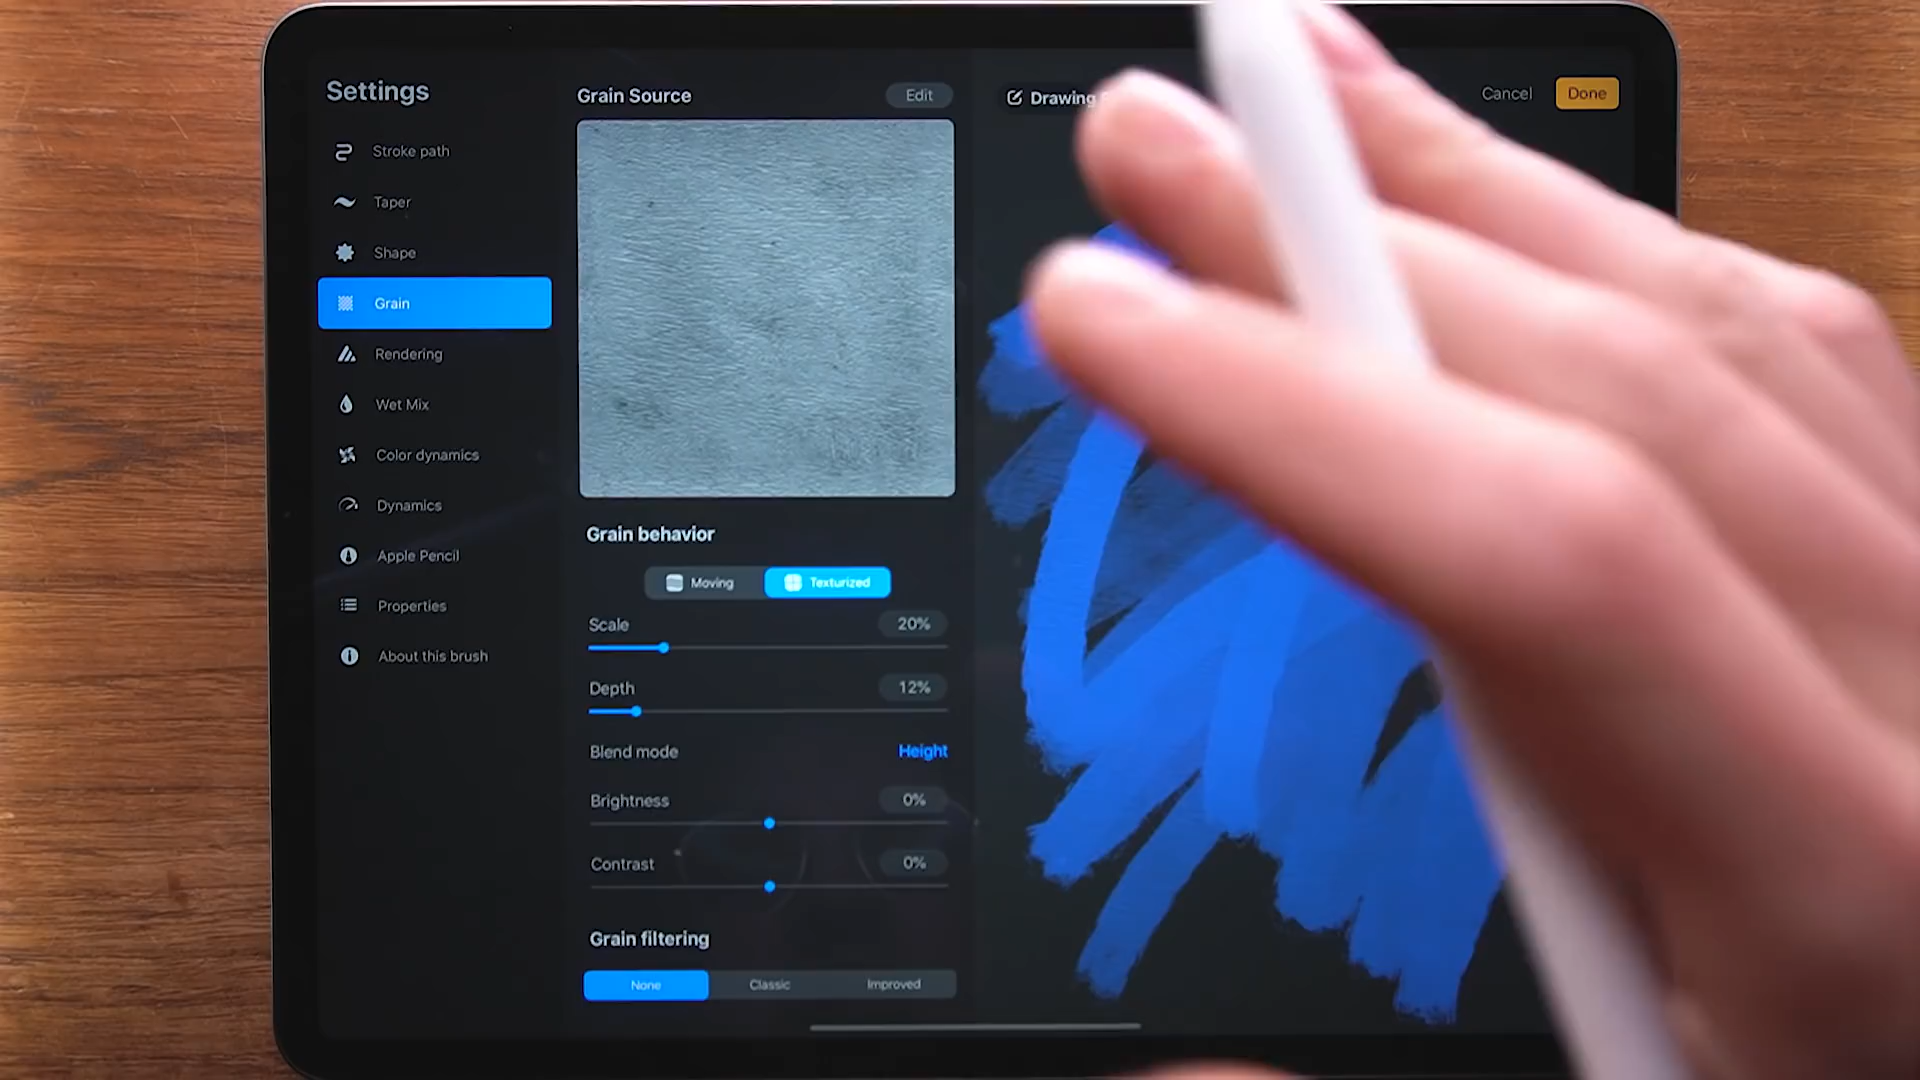 Settings
Stroke path
Taper
Shape
Grain
Rendering
Wet Mix
Color dynamics
Dynamics
Apple Pencil
Properties
About this brush
Grain Source
Edit
Grain behavior
Moving
Texturized
Scale
20%
Depth
12%
Blend mode
Height
Brightness
0%
Contrast
0%
Grain filtering
None
Classic
Improved
Drawing
Cancel
Done